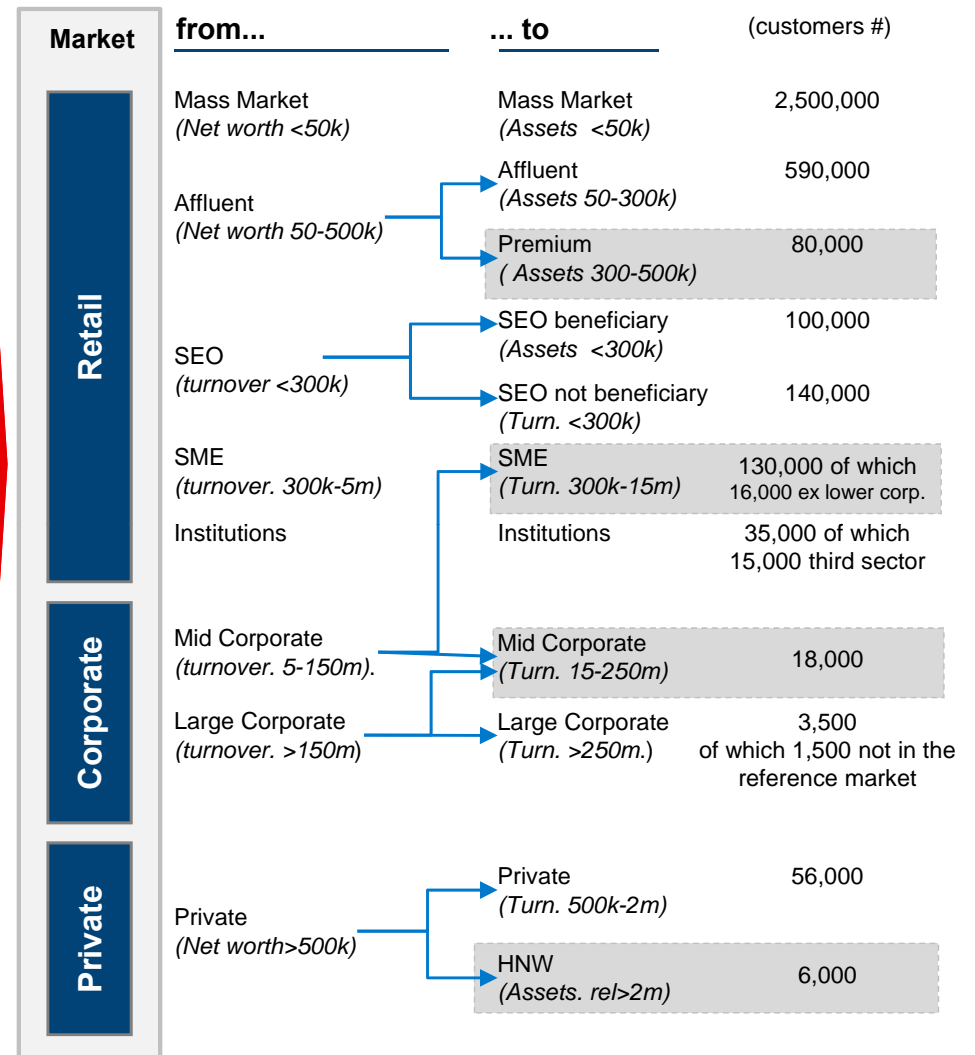 Market from... ... to (customers #)
Retail
Mass Market Mass Market 2,500,000
(Net worth <50k) (Assets <50k)
Affluent 590,000
(Assets 50-300k)
Affluent
(Net worth 50-500k)
Premium 80,000
( Assets 300-500k)
SEO beneficiary 100,000
(Assets <300k)
SEO
(turnover <300k)
SEO not beneficiary 140,000
(Turn. <300k)
SME SME 130,000 of which
(turnover. 300k-5m) (Turn. 300k-15m) 16,000 ex lower corp.
Institutions Institutions 35,000 of which
15,000 third sector
Corporate
Mid Corporate Mid Corporate 18,000
(turnover. 5-150m). (Turn. 15-250m)
Large Corporate Large Corporate 3,500
(turnover. >150m) (Turn. >250m.) of which 1,500 not in the
reference market
Private
Private 56,000
(Turn. 500k-2m)
Private
(Net worth>500k)
HNW 6,000
(Assets. rel>2m)